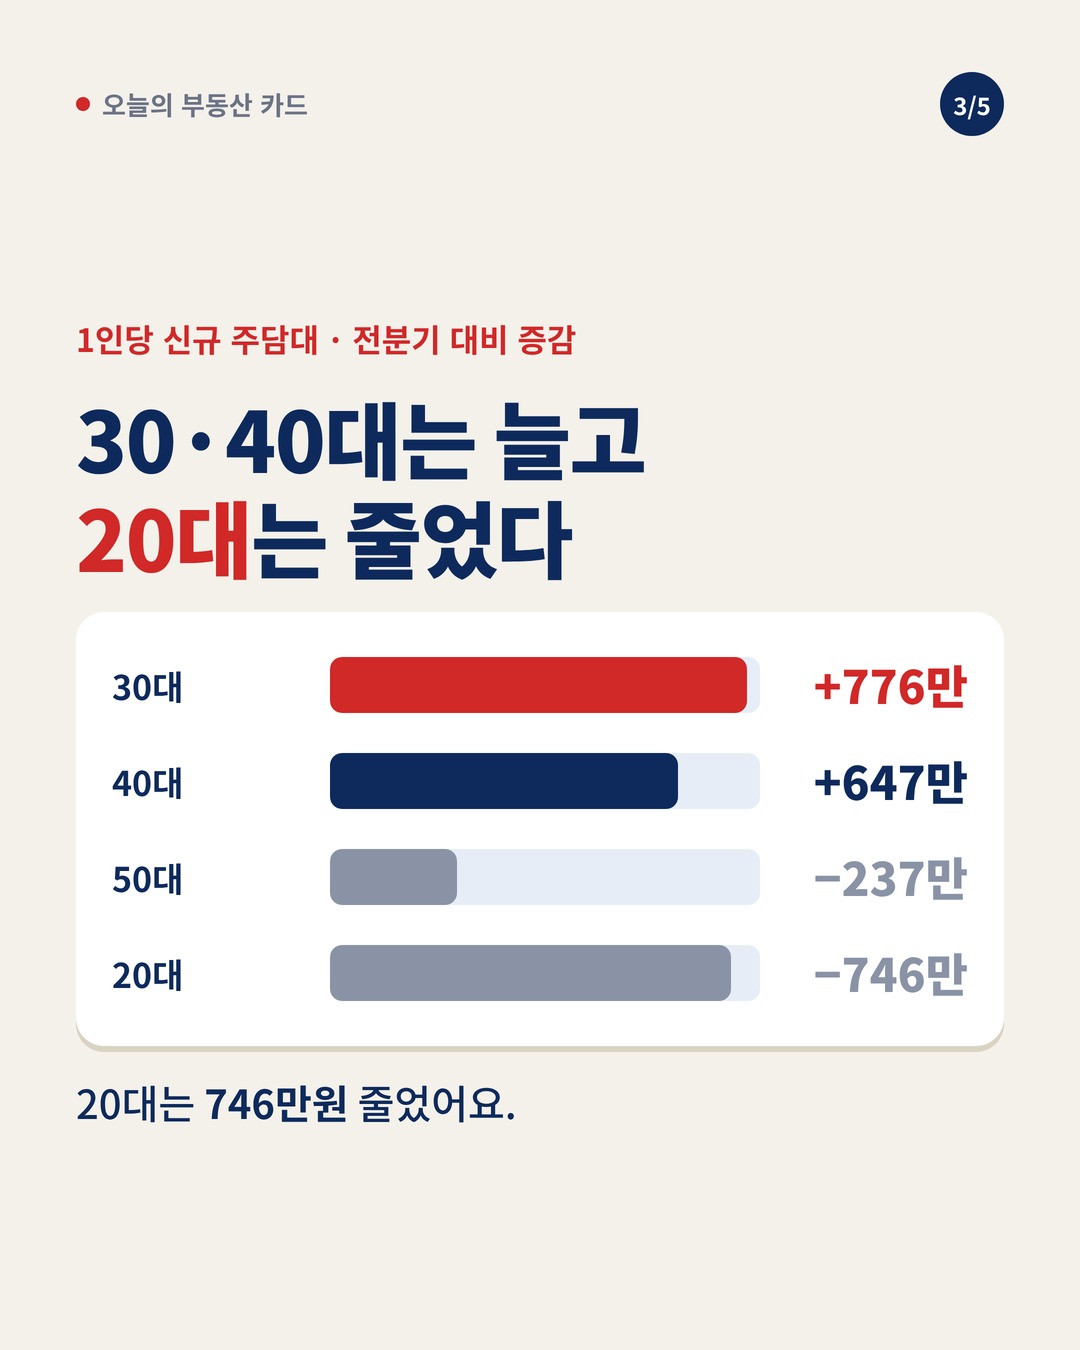 오늘의 부동산 카드
3/5
1인당 신규 주담대 · 전분기 대비 증감
30·40대는 늘고
20대는 줄었다
30대 +776만
40대 +647만
50대 −237만
20대 −746만
20대는 746만원 줄었어요.